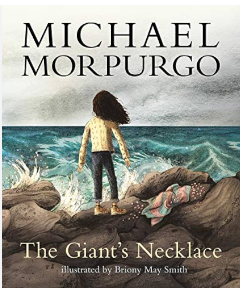 MICHAEL
MORPURGO
The Giant's Necklace
illustrated by Briony May Smith